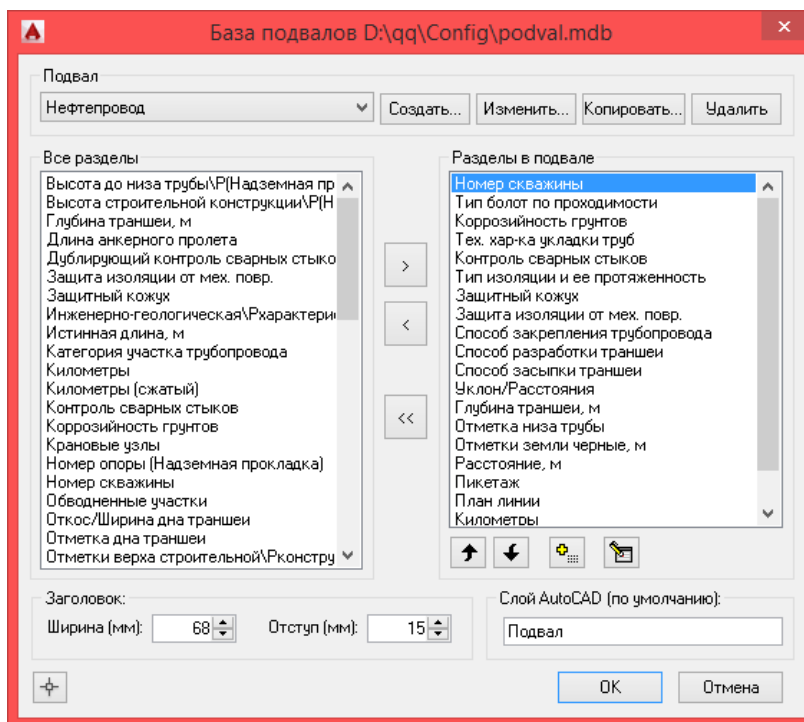 База подвалов D:\qq\Config\podval.mdb
Подвал
Нефтепровод
Создать...
Изменить...
Копировать...
Удалить
Все разделы
Высота до низа трубы\P(Надземная пр
Высота строительной конструкции\P(Н
Глубина траншеи, м
Длина анкерного пролета
Дублирующий контроль сварных стыко
Защита изоляции от мех. повр.
Защитный кожух
Инженерно-геологическая\Pхарактери
Истинная длина, м
Категория участка трубопровода
Километры
Километры (сжатый)
Контроль сварных стыков
Коррозийность грунтов
Крановые узлы
Номер опоры (Надземная прокладка)
Номер скважины
Обводненные участки
Откос/Ширина дна траншеи
Отметка дна траншеи
Отметки верха строительной\Pконстру
>
<
<<
Разделы в подвале
Номер скважины
Тип болот по проходимости
Коррозийность грунтов
Тех. хар-ка укладки труб
Контроль сварных стыков
Тип изоляции и ее протяженность
Защитный кожух
Защита изоляции от мех. повр.
Способ закрепления трубопровода
Способ разработки траншеи
Способ засыпки траншеи
Уклон/Расстояния
Глубина траншеи, м
Отметка низа трубы
Отметки земли черные, м
Расстояние, м
Пикетаж
План линии
Километры
Заголовок:
Ширина (мм): 68
Отступ (мм): 15
Слой AutoCAD (по умолчанию):
Подвал
OK
Отмена